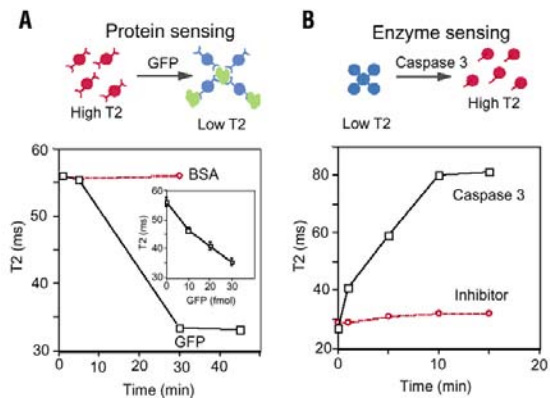 A
Protein sensing
GFP
High T2
Low T2
60
50
40
30
T2 (ms)
BSA
GFP
0
10
20
30
40
Time (min)
60
50
40
30
T2 (ms)
0 10 20 30
GFP (fmol)
B
Enzyme sensing
Caspase 3
Low T2
High T2
80
60
40
20
T2 (ms)
Caspase 3
Inhibitor
0
5
10
15
20
Time (min)